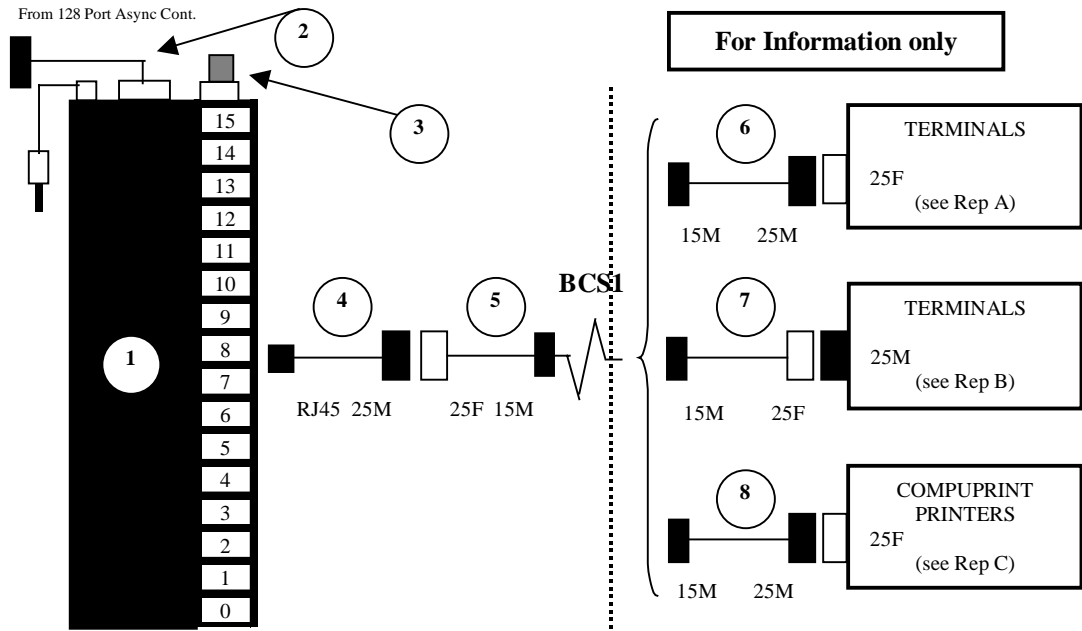 From 128 Port Async Cont.
2
For Information only
3
15
14
13
12
11
10
9
8
7
6
5
4
3
2
1
0
1
4
RJ45 25M
5
25F 15M
BCS1
6
15M 25M
TERMINALS
25F
(see Rep A)
7
15M 25F
TERMINALS
25M
(see Rep B)
8
15M 25M
COMPUPRINT
PRINTERS
25F
(see Rep C)